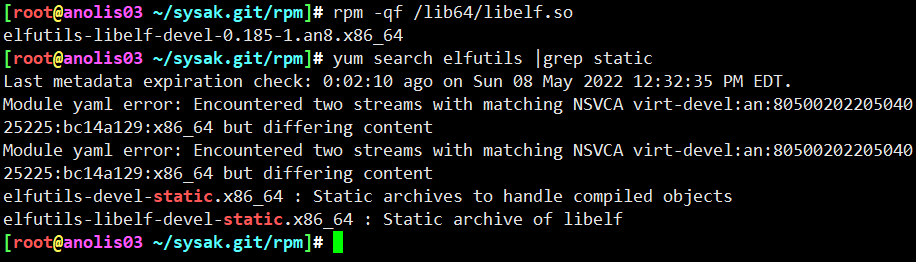 [root@anolis03 ~/sysak.git/rpm]# rpm -qf /lib64/libelf.so
elfutils-libelf-devel-0.185-1.an8.x86_64
[root@anolis03 ~/sysak.git/rpm]# yum search elfutils |grep static
Last metadata expiration check: 0:02:10 ago on Sun 08 May 2022 12:32:35 PM EDT.
Module yaml error: Encountered two streams with matching NSVCA virt-devel:an:80500202205040
25225:bc14a129:x86_64 but differing content
Module yaml error: Encountered two streams with matching NSVCA virt-devel:an:80500202205040
25225:bc14a129:x86_64 but differing content
elfutils-devel-static.x86_64 : Static archives to handle compiled objects
elfutils-libelf-devel-static.x86_64 : Static archive of libelf
[root@anolis03 ~/sysak.git/rpm]#